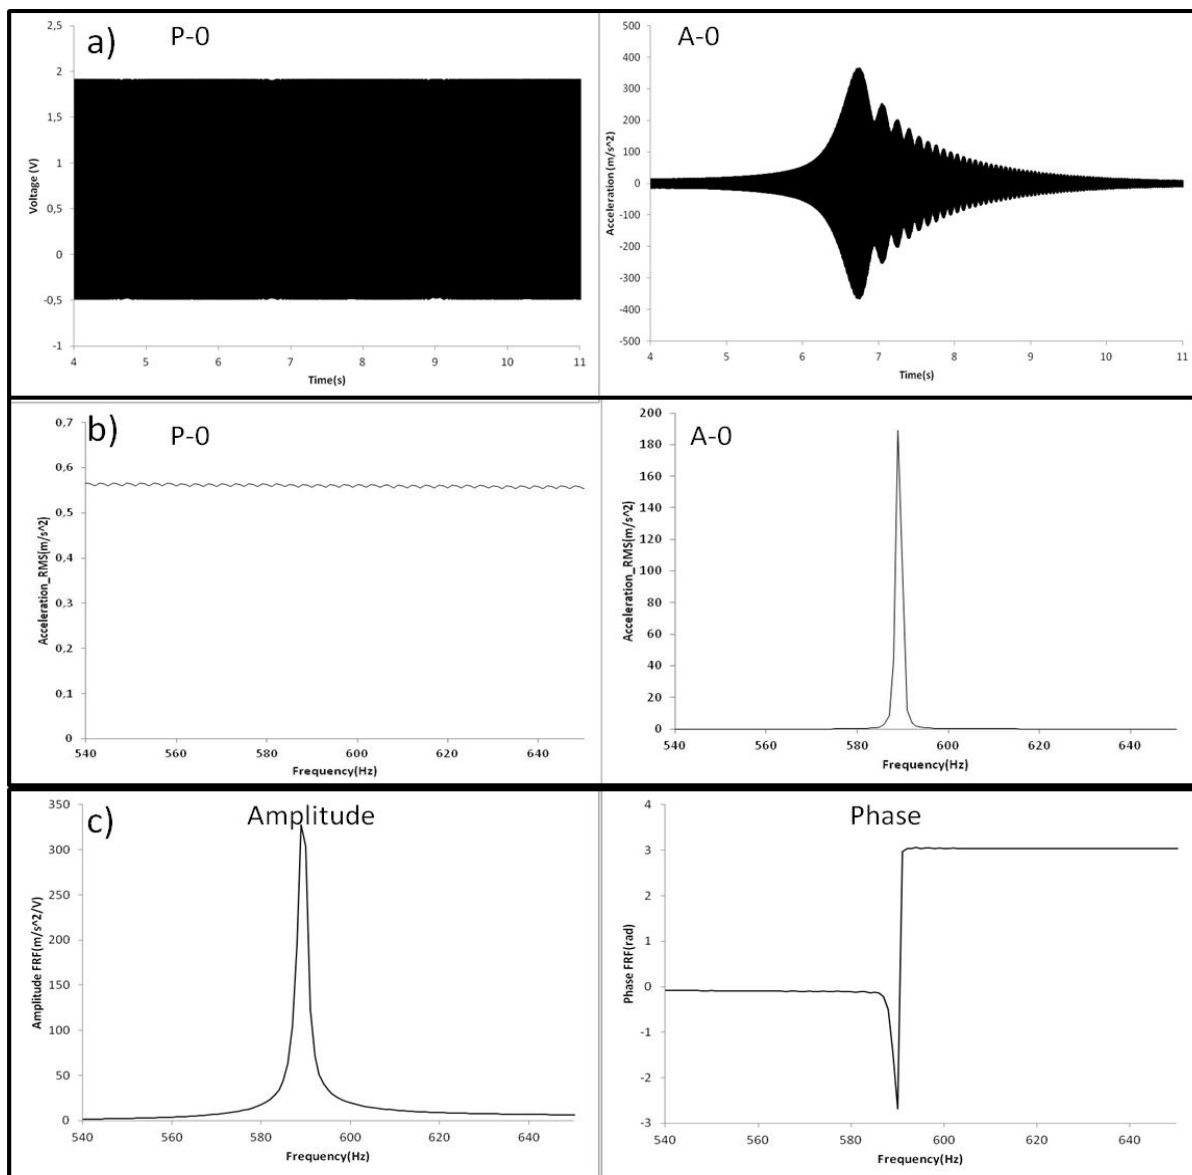 a)
P-0
2,5
2
1,5
1
0,5
0
-0,5
-1
Voltage (V)
4 5 6 7 8 9 10 11
Time(s)
A-0
500
400
300
200
100
0
-100
-200
-300
-400
-500
Acceleration (m/s^2)
4 5 6 7 8 9 10 11
Time(s)
b)
P-0
0,7
0,6
0,5
0,4
0,3
0,2
0,1
0
Acceleration_RMS(m/s^2)
540 560 580 600 620 640
Frequency(Hz)
A-0
200
180
160
140
120
100
80
60
40
20
0
Acceleration_RMS(m/s^2)
540 560 580 600 620 640
Frequency(Hz)
c)
Amplitude
350
300
250
200
150
100
50
0
Amplitude FRF(m/s^2/V)
540 560 580 600 620 640
Frequency(Hz)
Phase
4
3
2
1
0
-1
-2
-3
Phase FRF(rad)
540 560 580 600 620 640
Frequency(Hz)